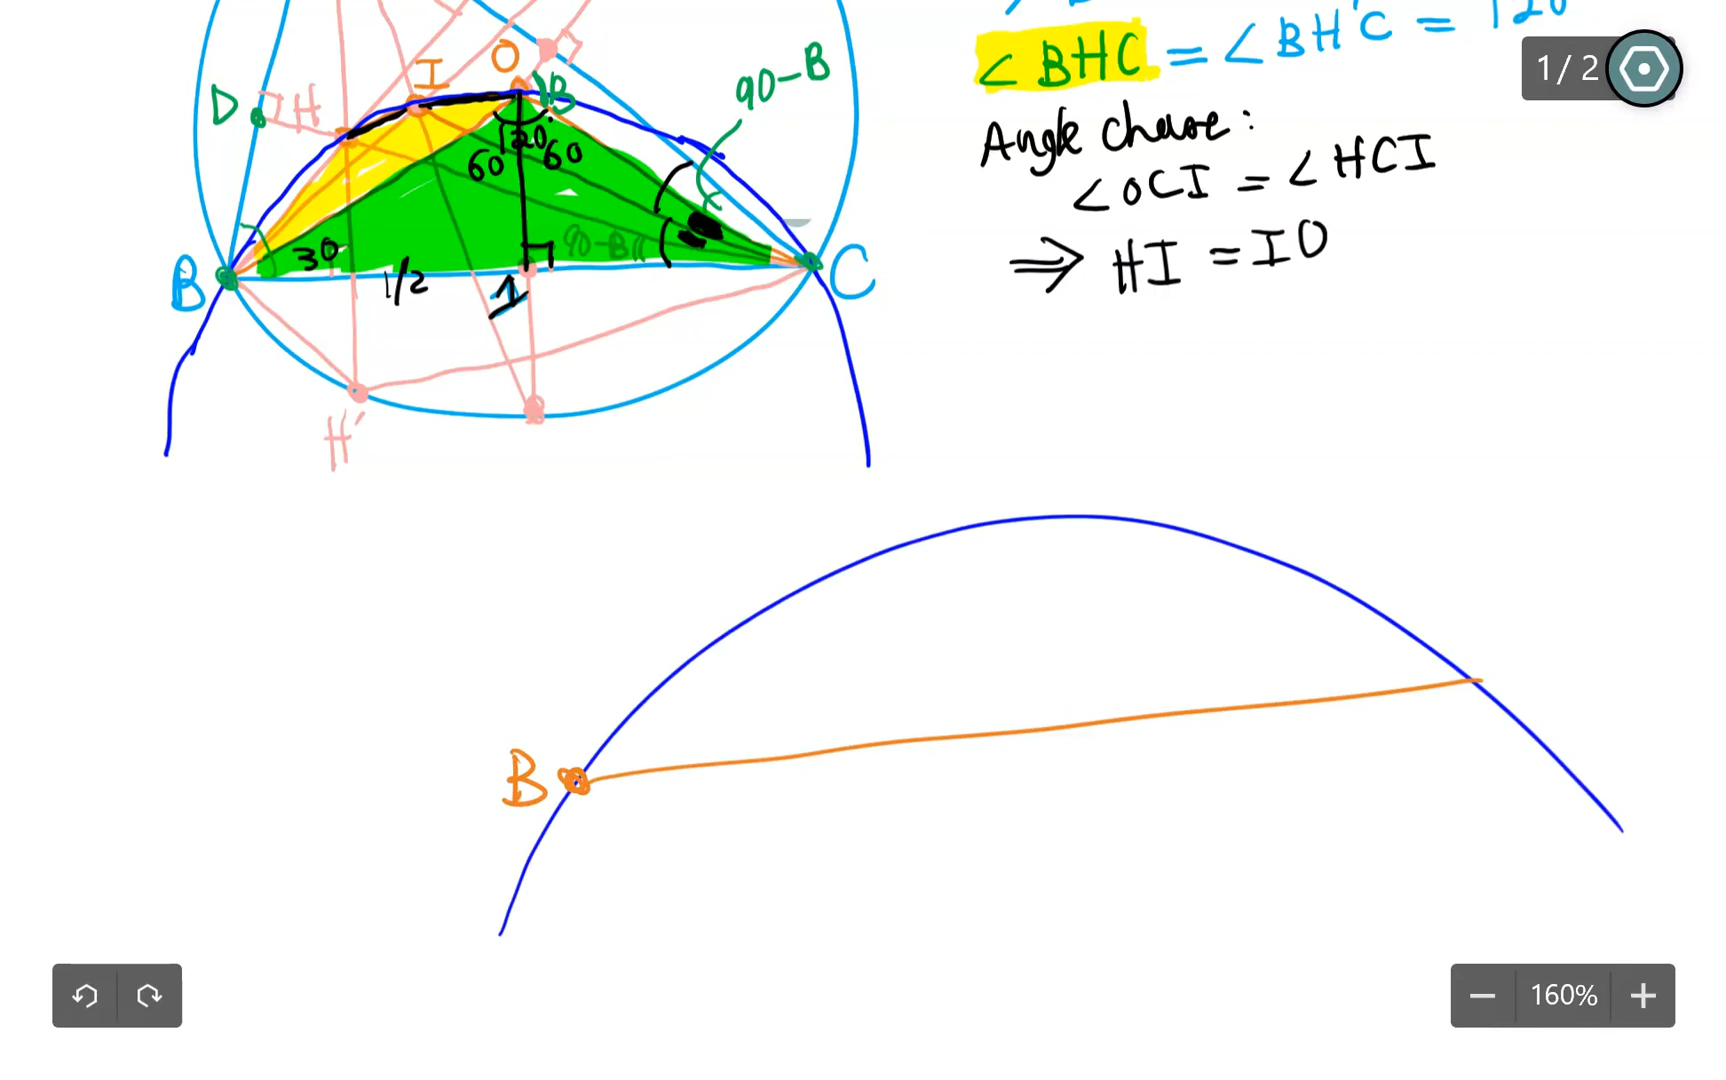 ∠BHC = ∠BH'C = 120
1/2
Angle chase:
∠OCI = ∠HCI
⇒ HI = IO
O
I
D
H
B
90-B
120
60
60
30
90-B
1/2
1
B
C
H'
B
160%